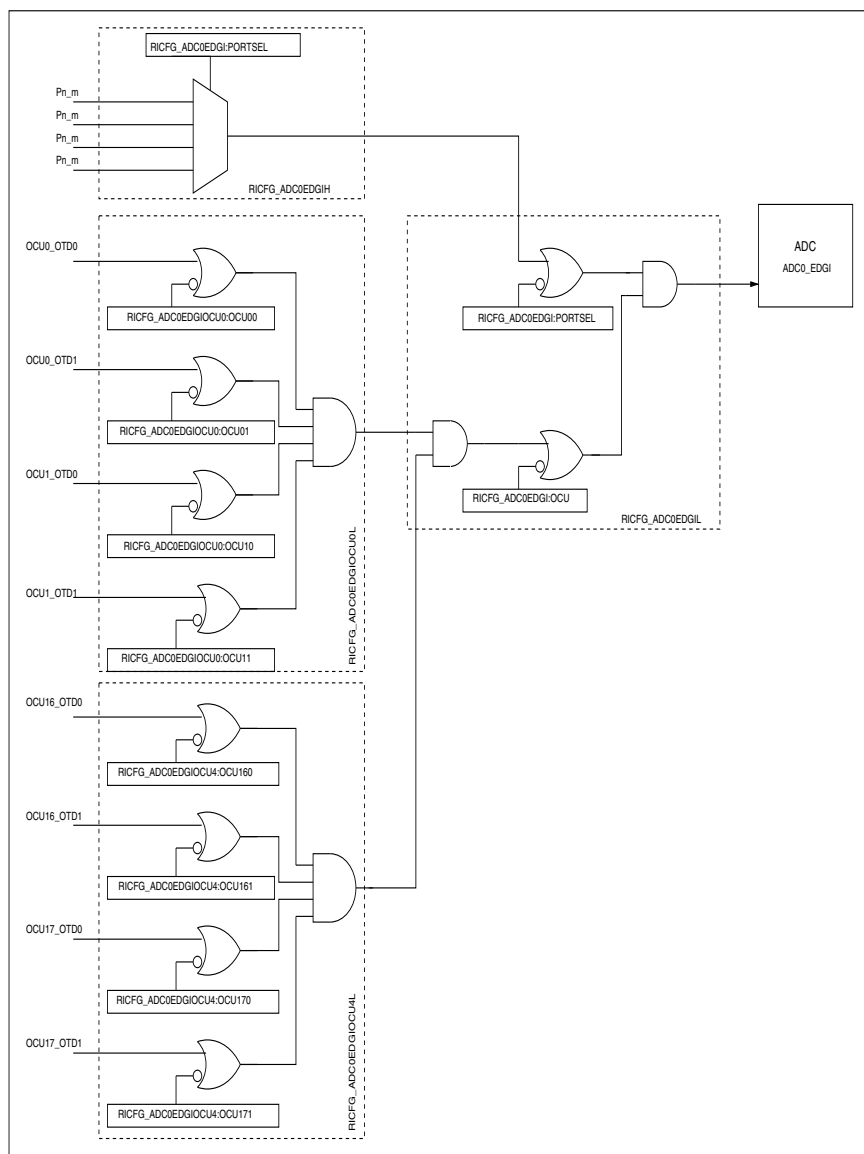 RICFG_ADC0EDGI:PORTSEL
Pn_m
Pn_m
Pn_m
Pn_m
RICFG_ADC0EDGIH
OCU0_OTD0
RICFG_ADC0EDGIOCU0:OCU00
OCU0_OTD1
RICFG_ADC0EDGIOCU0:OCU01
OCU1_OTD0
RICFG_ADC0EDGIOCU0:OCU10
OCU1_OTD1
RICFG_ADC0EDGIOCU0:OCU11
RICFG_ADC0EDGIOCU0L
RICFG_ADC0EDGI:PORTSEL
RICFG_ADC0EDGI:OCU
RICFG_ADC0EDGIL
ADC
ADC0_EDGI
OCU16_OTD0
RICFG_ADC0EDGIOCU4:OCU160
OCU16_OTD1
RICFG_ADC0EDGIOCU4:OCU161
OCU17_OTD0
RICFG_ADC0EDGIOCU4:OCU170
OCU17_OTD1
RICFG_ADC0EDGIOCU4:OCU171
RICFG_ADC0EDGIOCU4L